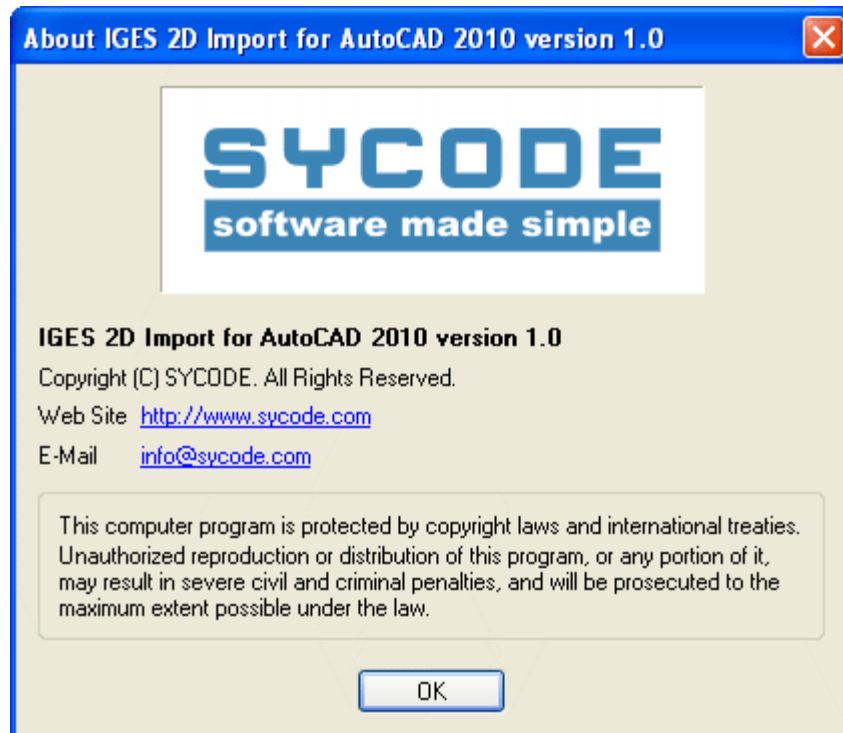 About IGES 2D Import for AutoCAD 2010 version 1.0
SYCODE
software made simple
IGES 2D Import for AutoCAD 2010 version 1.0
Copyright (C) SYCODE. All Rights Reserved.
Web Site http://www.sycode.com
E-Mail info@sycode.com
This computer program is protected by copyright laws and international treaties.
Unauthorized reproduction or distribution of this program, or any portion of it,
may result in severe civil and criminal penalties, and will be prosecuted to the
maximum extent possible under the law.
OK